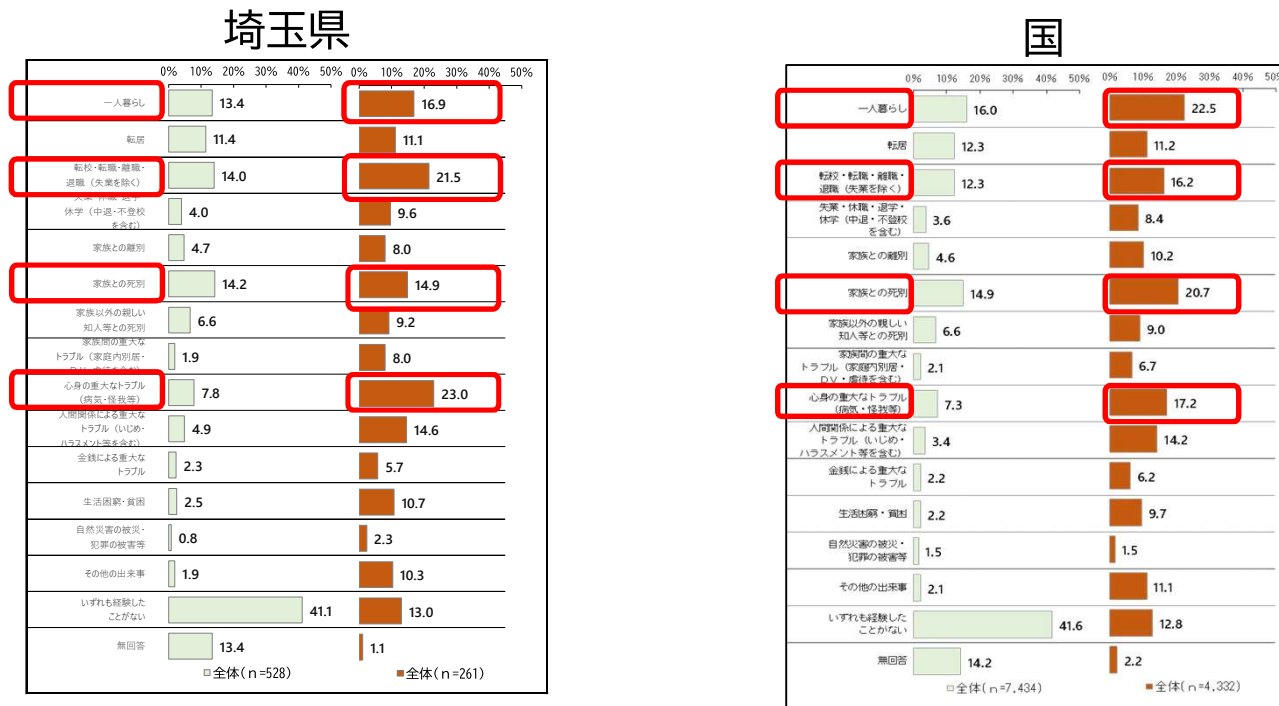 埼玉県
0% 10% 20% 30% 40% 50% 0% 10% 20% 30% 40% 50%
一人暮らし 13.4 16.9
転居 11.4 11.1
転校・転職・離職・
退職（失業を除く） 14.0 21.5
失業・休職・退学・
休学（中退・不登校
を含む） 4.0 9.6
家族との離別 4.7 8.0
家族との死別 14.2 14.9
家族以外の親しい
知人等との死別 6.6 9.2
家族間の重大な
トラブル（家庭内別居・
DV・虐待を含む） 1.9 8.0
心身の重大なトラブル
（病気・怪我等） 7.8 23.0
人間関係による重大な
トラブル（いじめ・
ハラスメント等を含む） 4.9 14.6
金銭による重大な
トラブル 2.3 5.7
生活困窮・貧困 2.5 10.7
自然災害の被災・
犯罪の被害等 0.8 2.3
その他の出来事 1.9 10.3
いずれも経験した
ことがない 41.1 13.0
無回答 13.4 1.1
全体(ｎ=528) 全体(ｎ=261)
国
0% 10% 20% 30% 40% 50% 0% 10% 20% 30% 40% 50%
一人暮らし 16.0 22.5
転居 12.3 11.2
転校・転職・離職・
退職（失業を除く） 12.3 16.2
失業・休職・退学・
休学（中退・不登校
を含む） 3.6 8.4
家族との離別 4.6 10.2
家族との死別 14.9 20.7
家族以外の親しい
知人等との死別 6.6 9.0
家族間の重大な
トラブル（家庭内別居・
DV・虐待を含む） 2.1 6.7
心身の重大なトラブル
（病気・怪我等） 7.3 17.2
人間関係による重大な
トラブル（いじめ・
ハラスメント等を含む） 3.4 14.2
金銭による重大な
トラブル 2.2 6.2
生活困窮・貧困 2.2 9.7
自然災害の被災・
犯罪の被害等 1.5 1.5
その他の出来事 2.1 11.1
いずれも経験した
ことがない 41.6 12.8
無回答 14.2 2.2
全体(ｎ=7,434) 全体(ｎ=4,332)